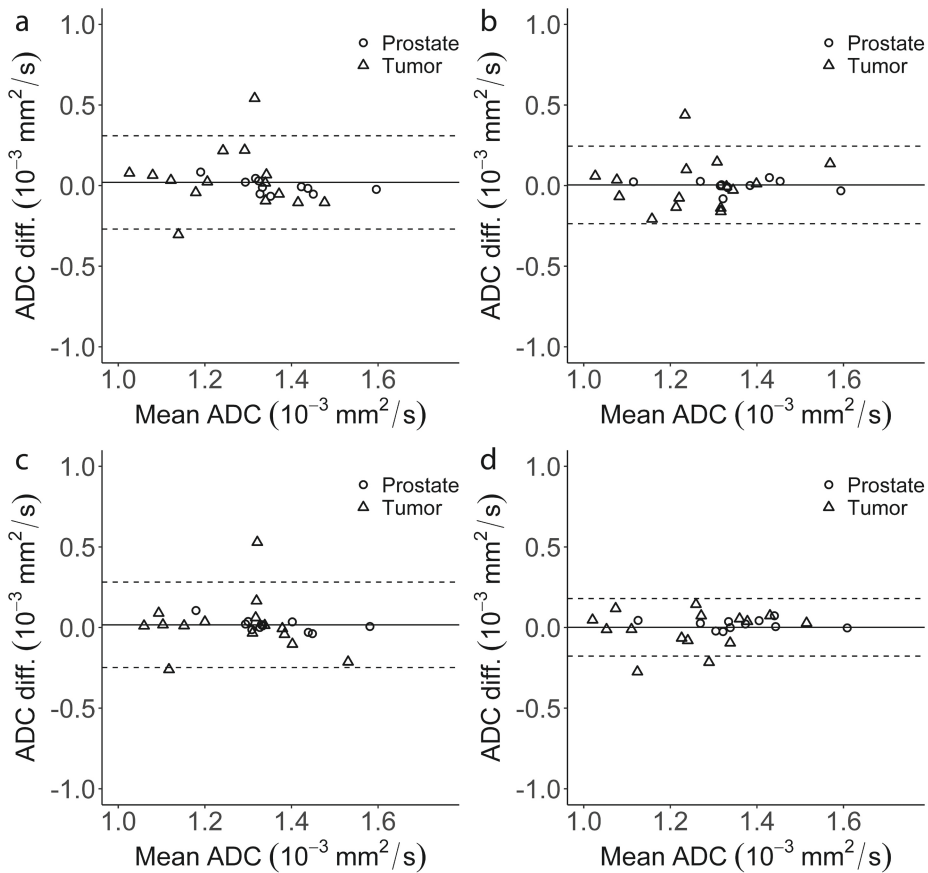 a
1.0
0.5
0.0
-0.5
-1.0
ADC diff. (10⁻³ mm²/s)
Prostate
Tumor
1.0 1.2 1.4 1.6
Mean ADC (10⁻³ mm²/s)
b
1.0
0.5
0.0
-0.5
-1.0
ADC diff. (10⁻³ mm²/s)
Prostate
Tumor
1.0 1.2 1.4 1.6
Mean ADC (10⁻³ mm²/s)
c
1.0
0.5
0.0
-0.5
-1.0
ADC diff. (10⁻³ mm²/s)
Prostate
Tumor
1.0 1.2 1.4 1.6
Mean ADC (10⁻³ mm²/s)
d
1.0
0.5
0.0
-0.5
-1.0
ADC diff. (10⁻³ mm²/s)
Prostate
Tumor
1.0 1.2 1.4 1.6
Mean ADC (10⁻³ mm²/s)